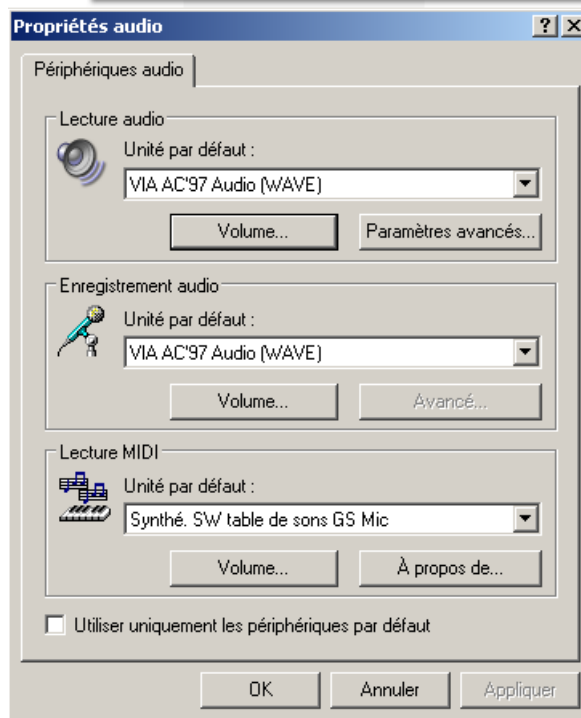 Propriétés audio
Périphériques audio
Lecture audio
Unité par défaut :
VIA AC'97 Audio (WAVE)
Volume... Paramètres avancés...
Enregistrement audio
Unité par défaut :
VIA AC'97 Audio (WAVE)
Volume... Avancé...
Lecture MIDI
Unité par défaut :
Synthé. SW table de sons GS Mic
Volume... À propos de...
Utiliser uniquement les périphériques par défaut
OK Annuler Appliquer